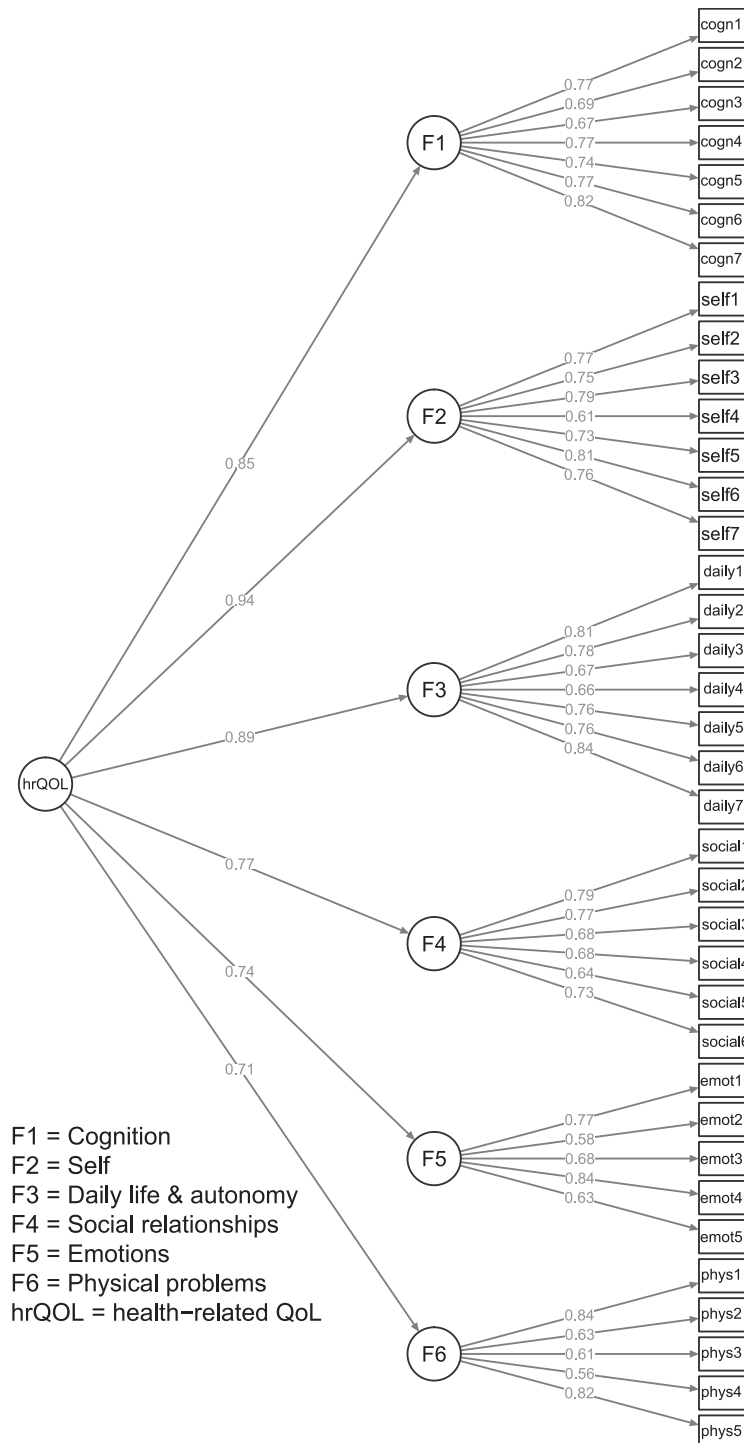 cogn1
cogn2
cogn3
cogn4
cogn5
cogn6
cogn7
0.77
0.69
0.67
0.77
0.74
0.77
0.82
F1
self1
self2
self3
self4
self5
self6
self7
0.77
0.75
0.79
0.61
0.73
0.81
0.76
F2
0.85
0.94
daily1
daily2
daily3
daily4
daily5
daily6
daily7
0.81
0.78
0.67
0.66
0.76
0.76
0.84
F3
0.89
hrQOL
social1
social2
social3
social4
social5
social6
0.79
0.77
0.68
0.68
0.64
0.73
F4
0.77
0.74
0.71
emot1
emot2
emot3
emot4
emot5
0.77
0.58
0.68
0.84
0.63
F5
phys1
phys2
phys3
phys4
phys5
0.84
0.63
0.61
0.56
0.82
F6
F1 = Cognition
F2 = Self
F3 = Daily life & autonomy
F4 = Social relationships
F5 = Emotions
F6 = Physical problems
hrQOL = health−related QoL